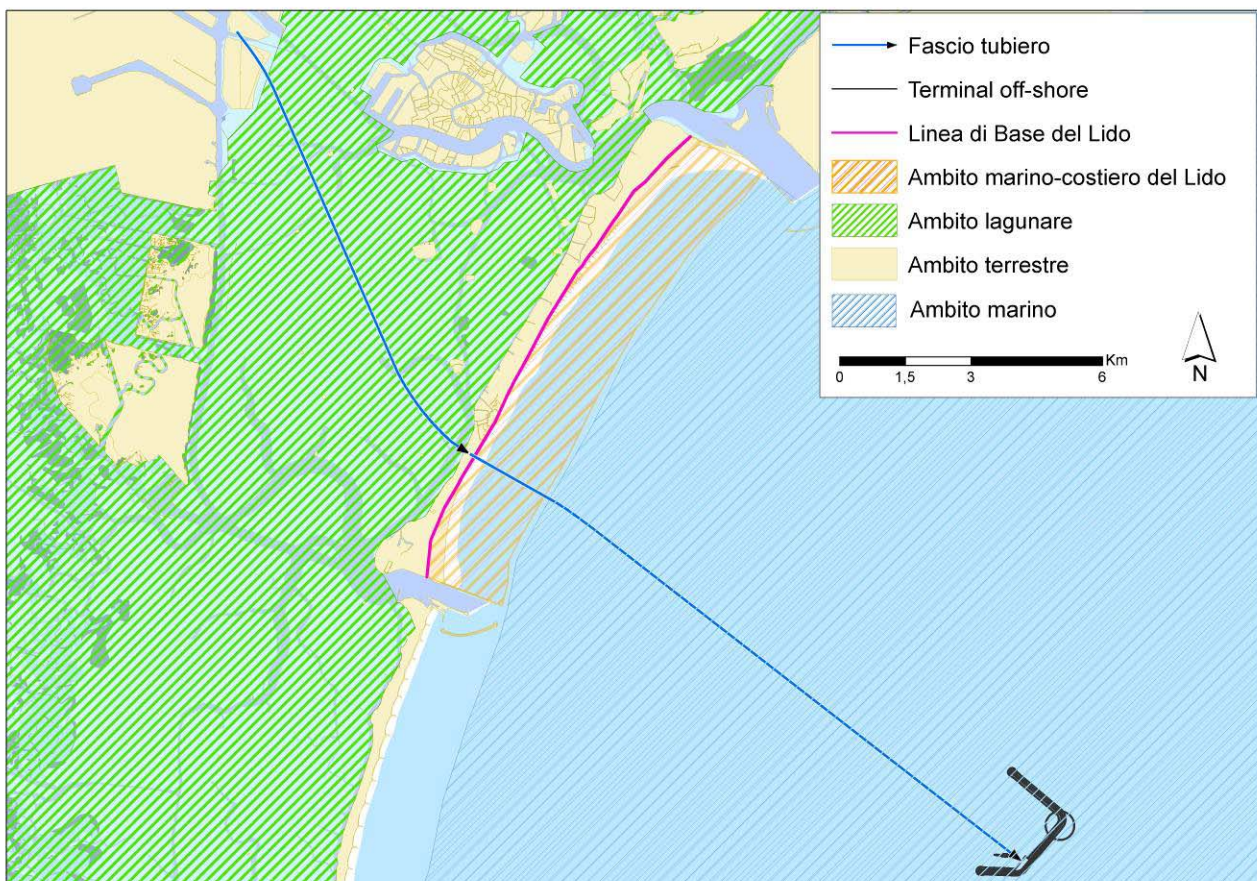 Fascio tubiero
Terminal off-shore
Linea di Base del Lido
Ambito marino-costiero del Lido
Ambito lagunare
Ambito terrestre
Ambito marino
Km
0 1,5 3 6
N